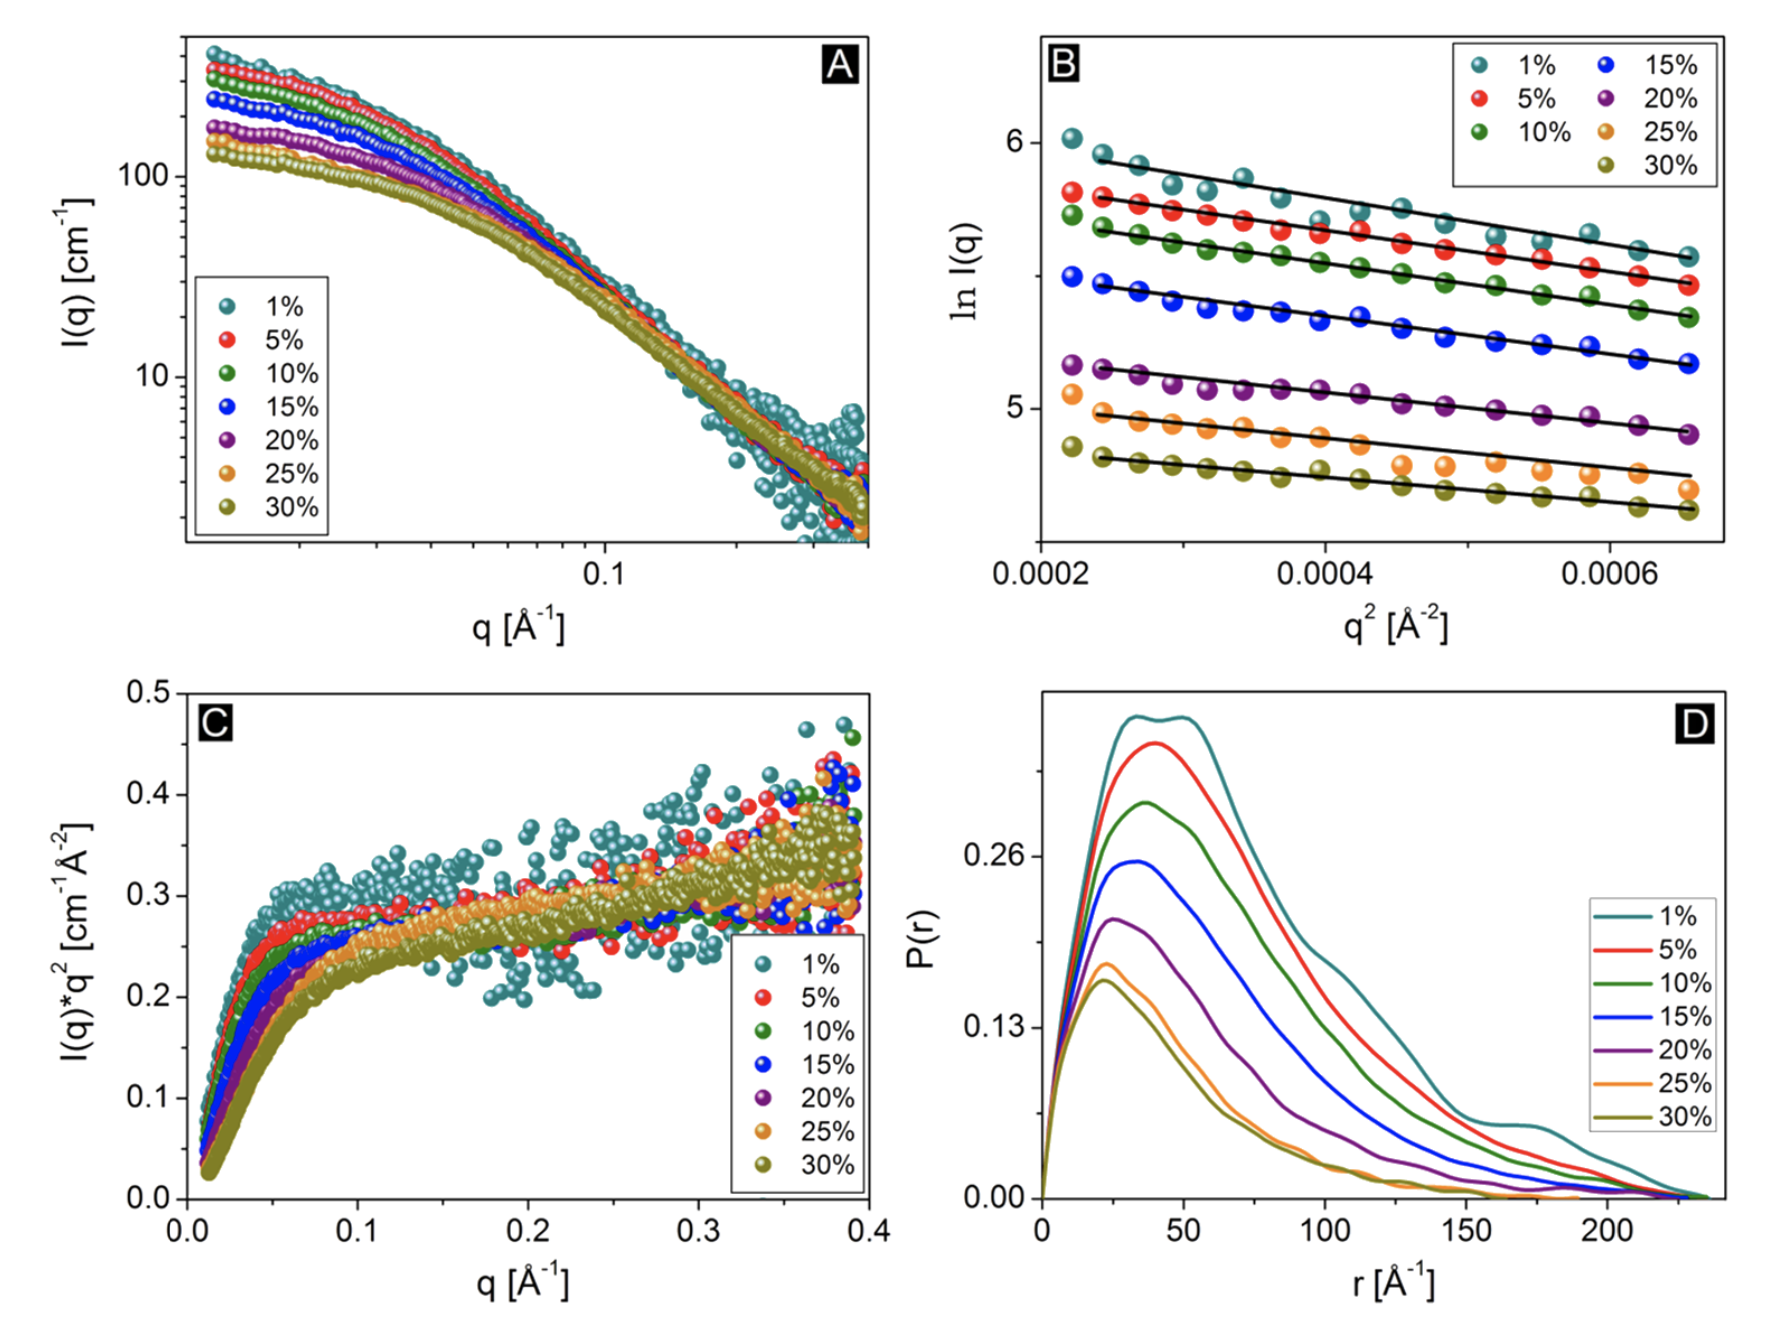 A
I(q) [cm-1]
100
10
1%
5%
10%
15%
20%
25%
30%
0.1
q [Å-1]
B
ln I(q)
6
5
1% 15%
5% 20%
10% 25%
30%
0.0002 0.0004 0.0006
q2 [Å-2]
C
I(q)*q2 [cm-1Å-2]
0.5
0.4
0.3
0.2
0.1
0.0
1%
5%
10%
15%
20%
25%
30%
0.0 0.1 0.2 0.3 0.4
q [Å-1]
D
P(r)
0.26
0.13
0.00
1%
5%
10%
15%
20%
25%
30%
0 50 100 150 200
r [Å-1]